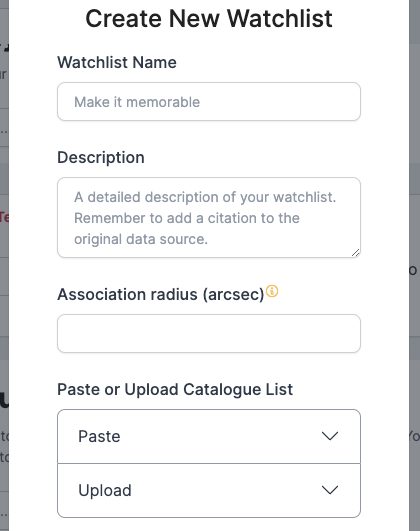 Create New Watchlist
Watchlist Name
Make it memorable
Description
A detailed description of your watchlist.
Remember to add a citation to the
original data source.
Association radius (arcsec)
Paste or Upload Catalogue List
Paste
Upload